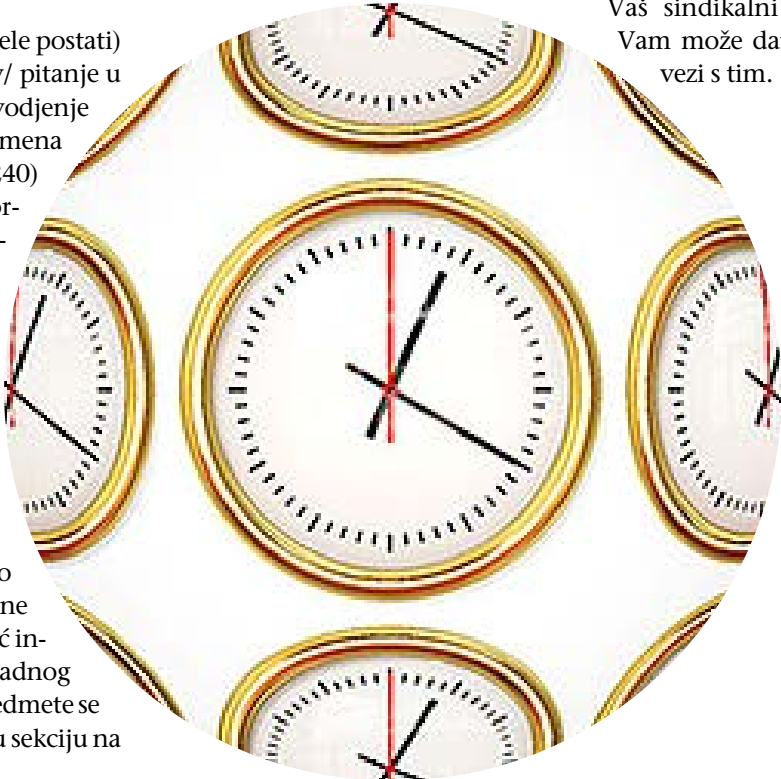 ele postati)
/ pitanje u
vodjenje
mena
40)
or-
-
o
ne
ć in-
adnog
edmete se
u sekciju na
Vaš sindikalni
Vam može da
vezi s tim.